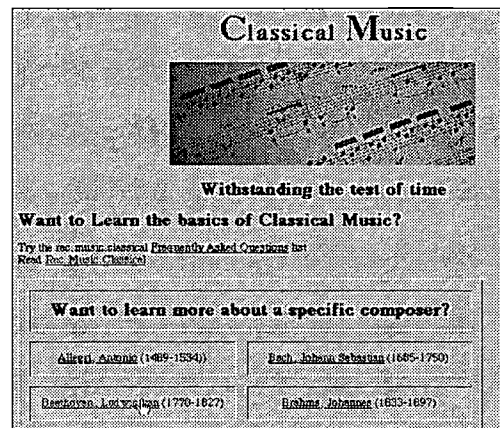 Classical Music
Withstanding the test of time
Want to Learn the basics of Classical Music?
Try the rec.music.classical Frequently Asked Questions list
Read Rec.Music.Classical
Want to learn more about a specific composer?
Allegri, Antonio (1489-1534))
Bach, Johann Sebastian (1685-1750)
Beethoven, Ludwig van (1770-1827)
Brahms, Johannes (1833-1897)